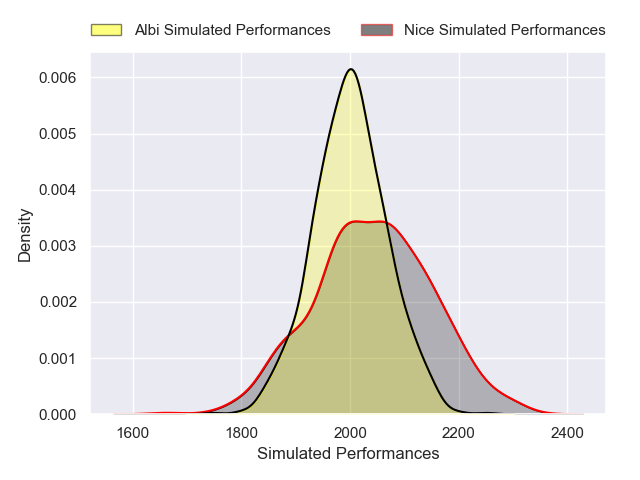 Albi Simulated Performances Nice Simulated Performances
0.006
0.005
0.004
0.003
0.002
0.001
0.000
Density
1600 1800 2000 2200 2400
Simulated Performances